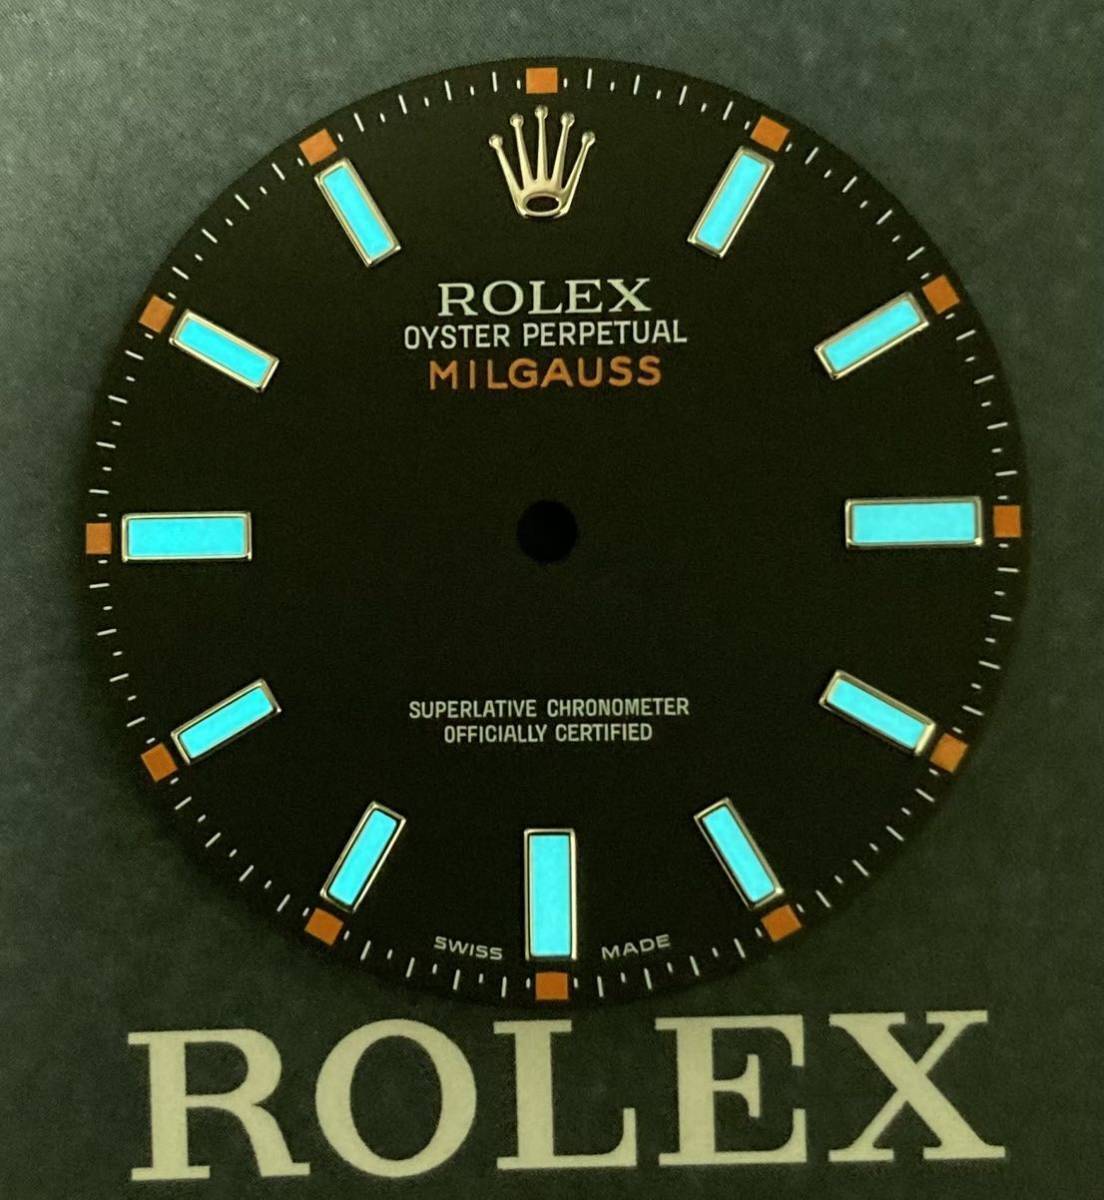 ROLEX
OYSTER PERPETUAL
MILGAUSS
SUPERLATIVE CHRONOMETER
OFFICIALLY CERTIFIED
SWISS MADE
ROLEX